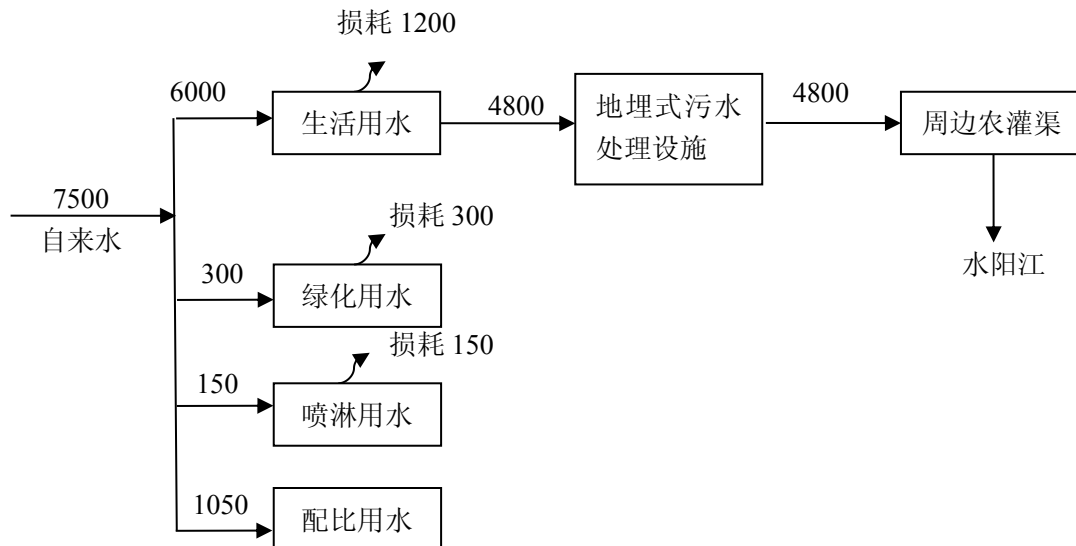 损耗 1200
6000
生活用水
4800
地埋式污水
处理设施
4800
周边农灌渠
7500
自来水
损耗 300
水阳江
300
绿化用水
损耗 150
150
喷淋用水
1050
配比用水